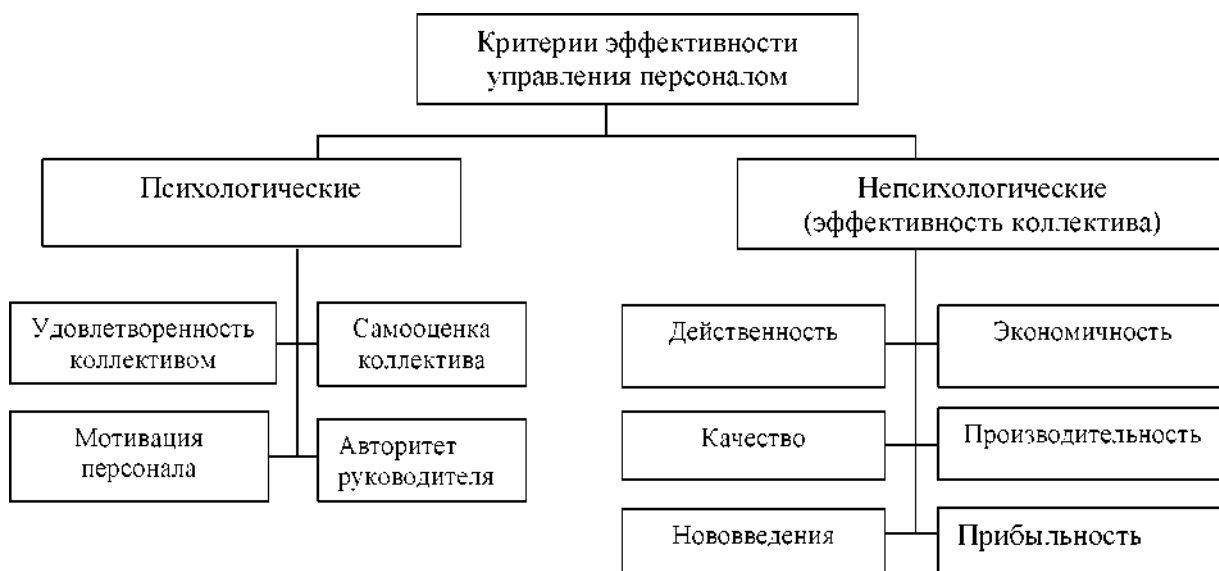 Критерии эффективности
управления персоналом
Психологические
Непсихологические
(эффективность коллектива)
Удовлетворенность
коллективом
Самооценка
коллектива
Мотивация
персонала
Авторитет
руководителя
Действенность
Экономичность
Качество
Производительность
Нововведения
Прибыльность